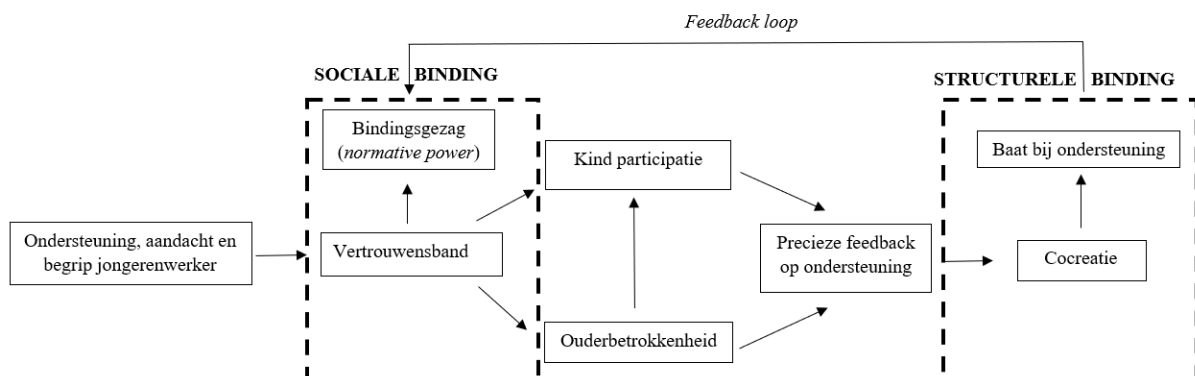 Feedback loop
SOCIALE BINDING
STRUCTURELE BINDING
Bindingsgezag
(normative power)
Kind participatie
Baat bij ondersteuning
Ondersteuning, aandacht en
begrip jongerenwerker
Vertrouwensband
Precieze feedback
op ondersteuning
Cocreatie
Ouderbetrokkenheid